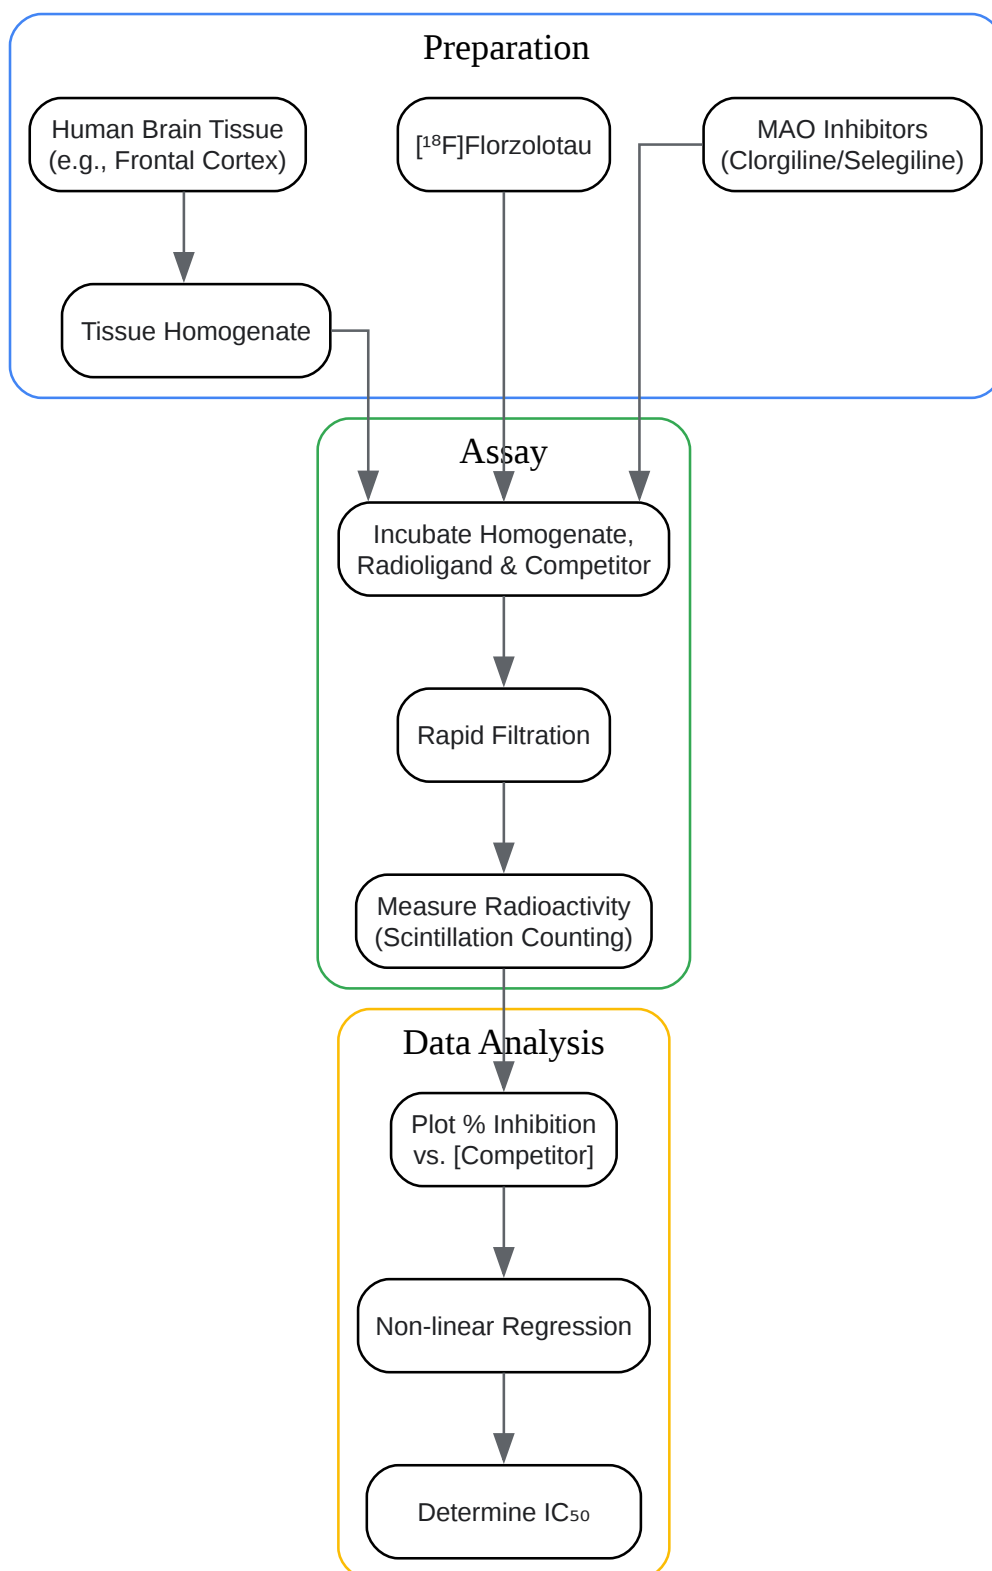 Preparation
Human Brain Tissue
(e.g., Frontal Cortex)
[¹⁸F]Florzolotau
MAO Inhibitors
(Clorgiline/Selegiline)
Tissue Homogenate
Assay
Incubate Homogenate,
Radioligand & Competitor
Rapid Filtration
Measure Radioactivity
(Scintillation Counting)
Data Analysis
Plot % Inhibition
vs. [Competitor]
Non-linear Regression
Determine IC₅₀